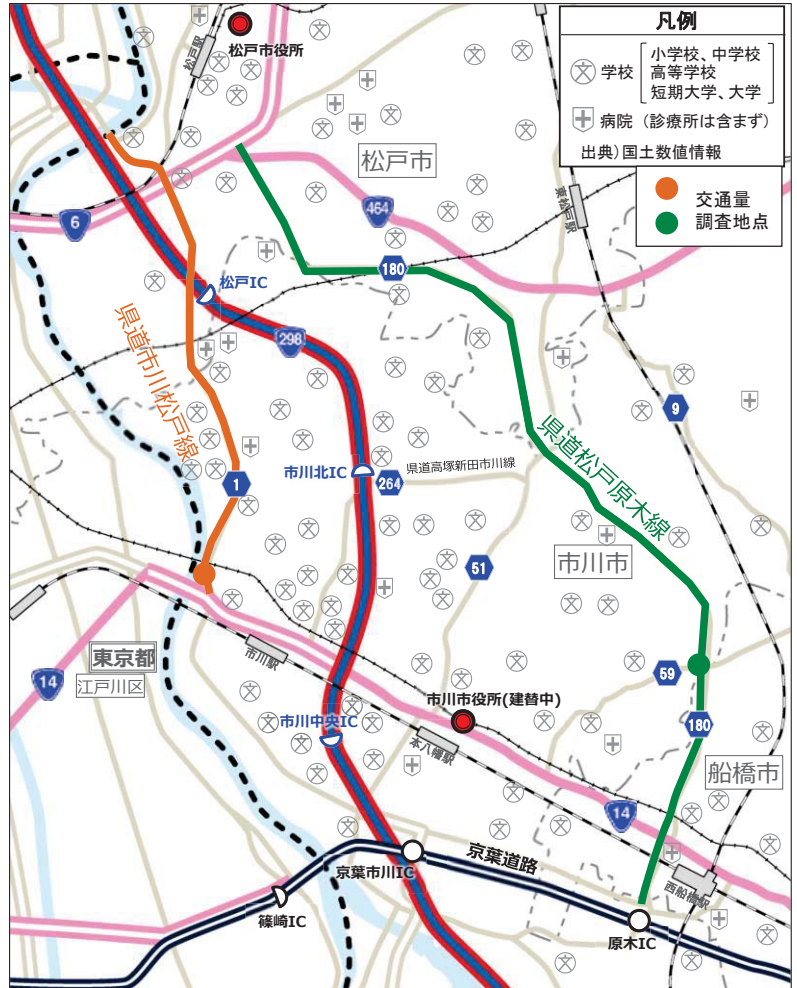 凡例
学校
小学校、中学校
高等学校
短期大学、大学
病院（診療所は含まず）
出典）国土数値情報
交通量
調査地点
松戸駅
松戸市役所
松戸市
東松戸駅
6
464
180
松戸IC
298
県道市川松戸線
9
市川北IC
県道高塚新田市川線
264
県道松戸原木線
1
51
市川市
東京都
江戸川区
14
市川駅
59
市川市役所(建替中)
180
市川中央IC
本八幡駅
船橋市
14
京葉道路
京葉市川IC
西船橋駅
篠崎IC
原木IC
文